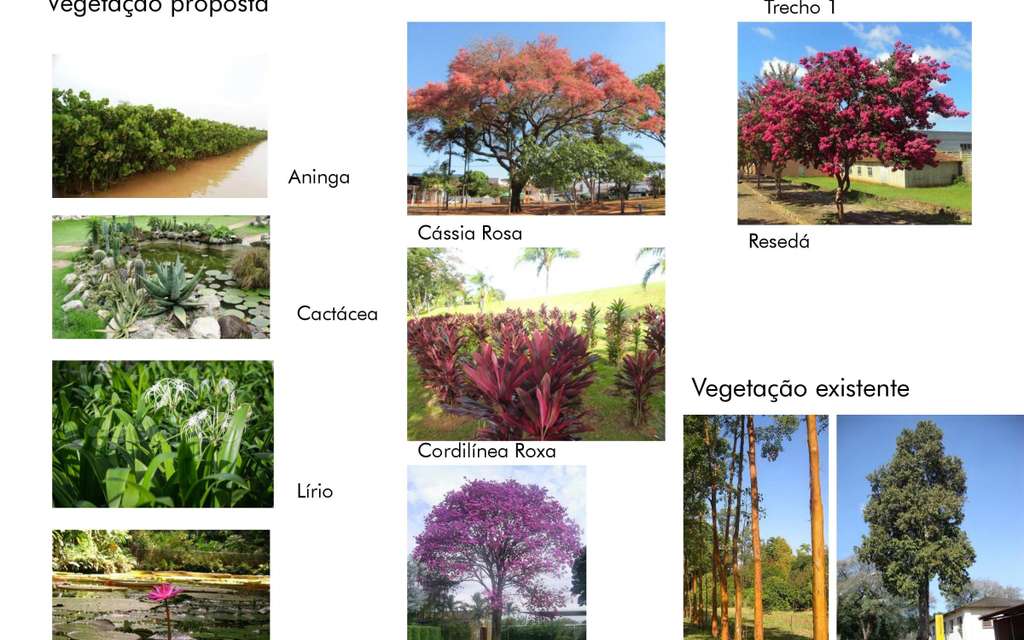 Vegetação proposta
Trecho 1
Aninga
Cássia Rosa
Resedá
Cactácea
Vegetação existente
Cordilínea Roxa
Lírio